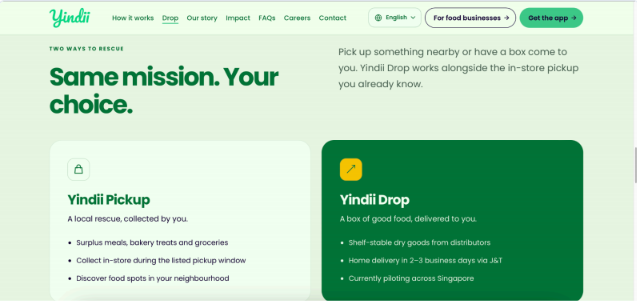 Yindii
How it works Drop Our story Impact FAQs Careers Contact
English
For food businesses →
Get the app →
TWO WAYS TO RESCUE
Same mission. Your
choice.
Pick up something nearby or have a box come to
you. Yindii Drop works alongside the in-store pickup
you already know.
Yindii Pickup
A local rescue, collected by you.
• Surplus meals, bakery treats and groceries
• Collect in-store during the listed pickup window
• Discover food spots in your neighbourhood
Yindii Drop
A box of good food, delivered to you.
• Shelf-stable dry goods from distributors
• Home delivery in 2–3 business days via J&T
• Currently piloting across Singapore